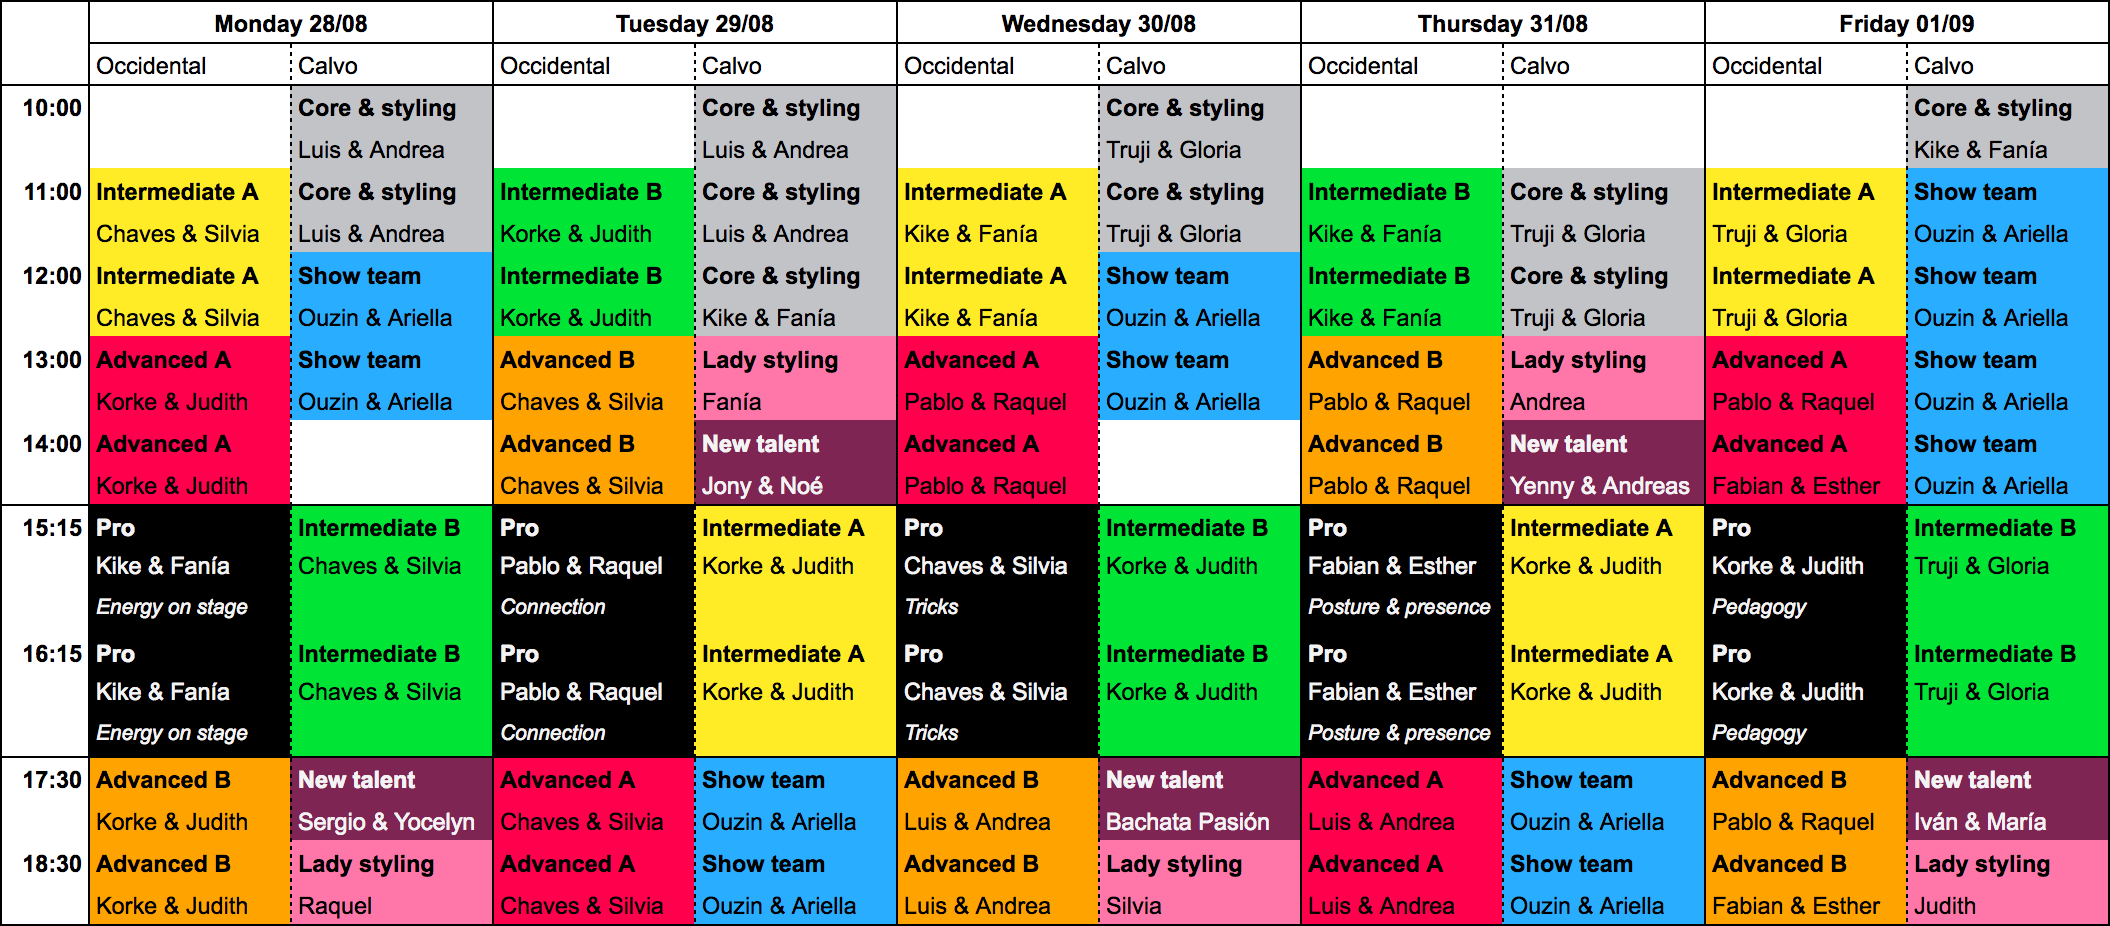 Monday 28/08 Tuesday 29/08 Wednesday 30/08 Thursday 31/08 Friday 01/09
Occidental Calvo Occidental Calvo Occidental Calvo Occidental Calvo Occidental Calvo
10:00 Core & styling Core & styling Core & styling Core & styling
Luis & Andrea Luis & Andrea Truji & Gloria Kike & Fanía
11:00 Intermediate A Core & styling Intermediate B Core & styling Intermediate A Core & styling Intermediate B Core & styling Intermediate A Show team
Chaves & Silvia Luis & Andrea Korke & Judith Luis & Andrea Kike & Fanía Truji & Gloria Kike & Fanía Truji & Gloria Truji & Gloria Ouzin & Ariella
12:00 Intermediate A Show team Intermediate B Core & styling Intermediate A Show team Intermediate B Core & styling Intermediate A Show team
Chaves & Silvia Ouzin & Ariella Korke & Judith Kike & Fanía Kike & Fanía Ouzin & Ariella Kike & Fanía Truji & Gloria Truji & Gloria Ouzin & Ariella
13:00 Advanced A Show team Advanced B Lady styling Advanced A Show team Advanced B Lady styling Advanced A Show team
Korke & Judith Ouzin & Ariella Chaves & Silvia Fanía Pablo & Raquel Ouzin & Ariella Pablo & Raquel Andrea Pablo & Raquel Ouzin & Ariella
14:00 Advanced A Advanced B New talent Advanced A Advanced B New talent Advanced A Show team
Korke & Judith Chaves & Silvia Jony & Noé Pablo & Raquel Pablo & Raquel Yenny & Andreas Fabian & Esther Ouzin & Ariella
15:15 Pro Intermediate B Pro Intermediate A Pro Intermediate B Pro Intermediate A Pro Intermediate B
Kike & Fanía Chaves & Silvia Pablo & Raquel Korke & Judith Chaves & Silvia Korke & Judith Fabian & Esther Korke & Judith Korke & Judith Truji & Gloria
Energy on stage Connection Tricks Posture & presence Pedagogy
16:15 Pro Intermediate B Pro Intermediate A Pro Intermediate B Pro Intermediate A Pro Intermediate B
Kike & Fanía Chaves & Silvia Pablo & Raquel Korke & Judith Chaves & Silvia Korke & Judith Fabian & Esther Korke & Judith Korke & Judith Truji & Gloria
Energy on stage Connection Tricks Posture & presence Pedagogy
17:30 Advanced B New talent Advanced A Show team Advanced B New talent Advanced A Show team Advanced B New talent
Korke & Judith Sergio & Yocelyn Chaves & Silvia Ouzin & Ariella Luis & Andrea Bachata Pasión Luis & Andrea Ouzin & Ariella Pablo & Raquel Iván & María
18:30 Advanced B Lady styling Advanced A Show team Advanced B Lady styling Advanced A Show team Advanced B Lady styling
Korke & Judith Raquel Chaves & Silvia Ouzin & Ariella Luis & Andrea Silvia Luis & Andrea Ouzin & Ariella Fabian & Esther Judith